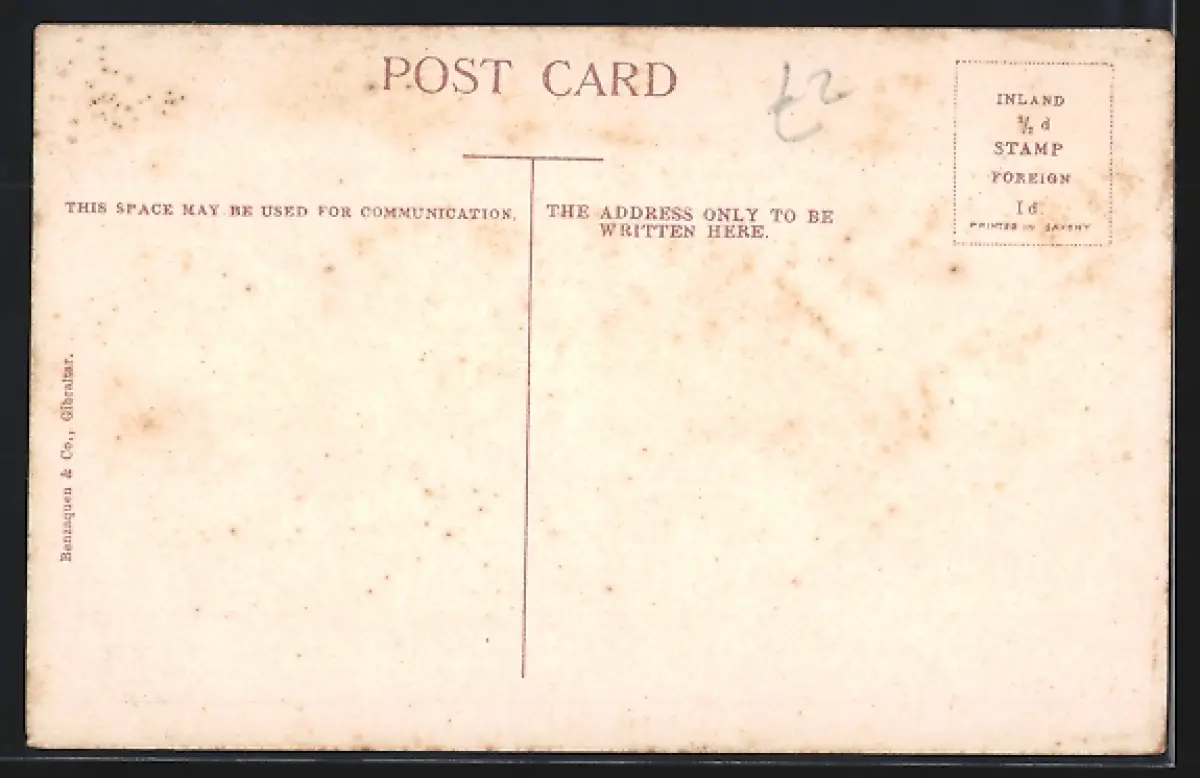 POST CARD
£2
INLAND
½ d
STAMP
FOREIGN
1d.
PRINTED IN SAXONY
THIS SPACE MAY BE USED FOR COMMUNICATION.
THE ADDRESS ONLY TO BE
WRITTEN HERE.
Benzaquen & Co., Gibraltar.